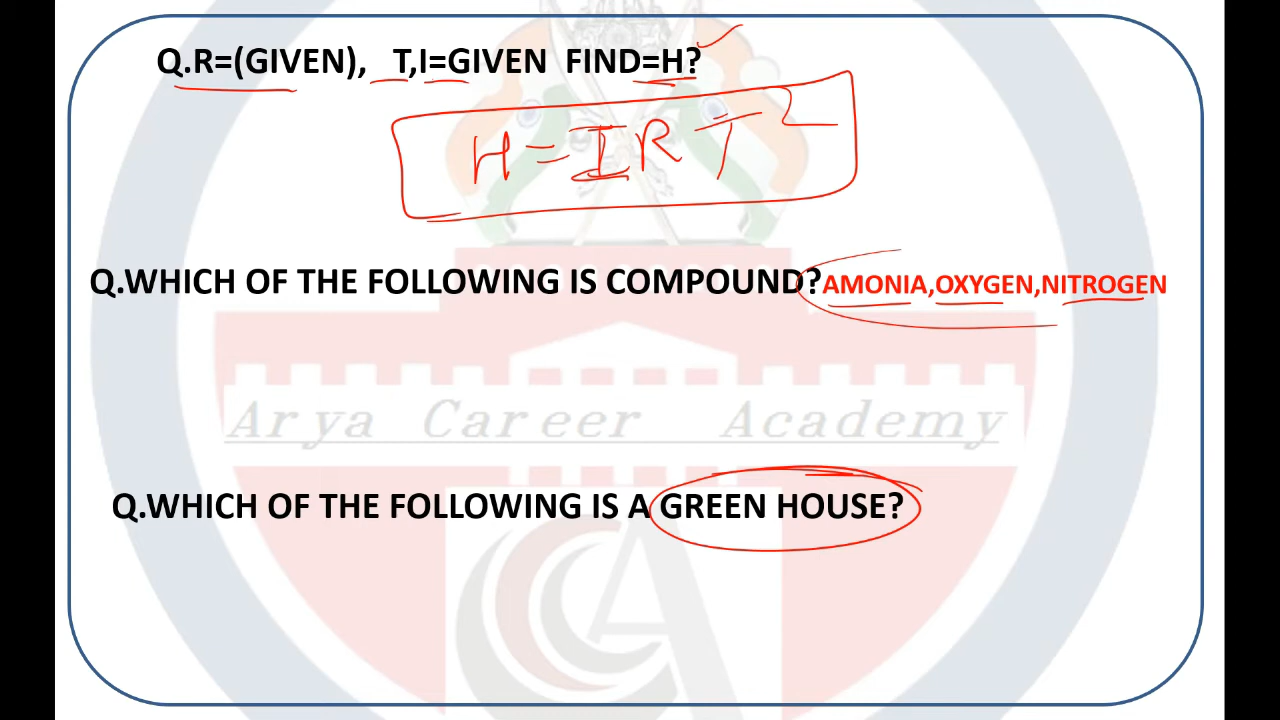 Q.R=(GIVEN), T,I=GIVEN FIND=H?
H = I R T 2
Q.WHICH OF THE FOLLOWING IS COMPOUND? AMONIA,OXYGEN,NITROGEN
Arya Career Academy
Q.WHICH OF THE FOLLOWING IS A GREEN HOUSE?